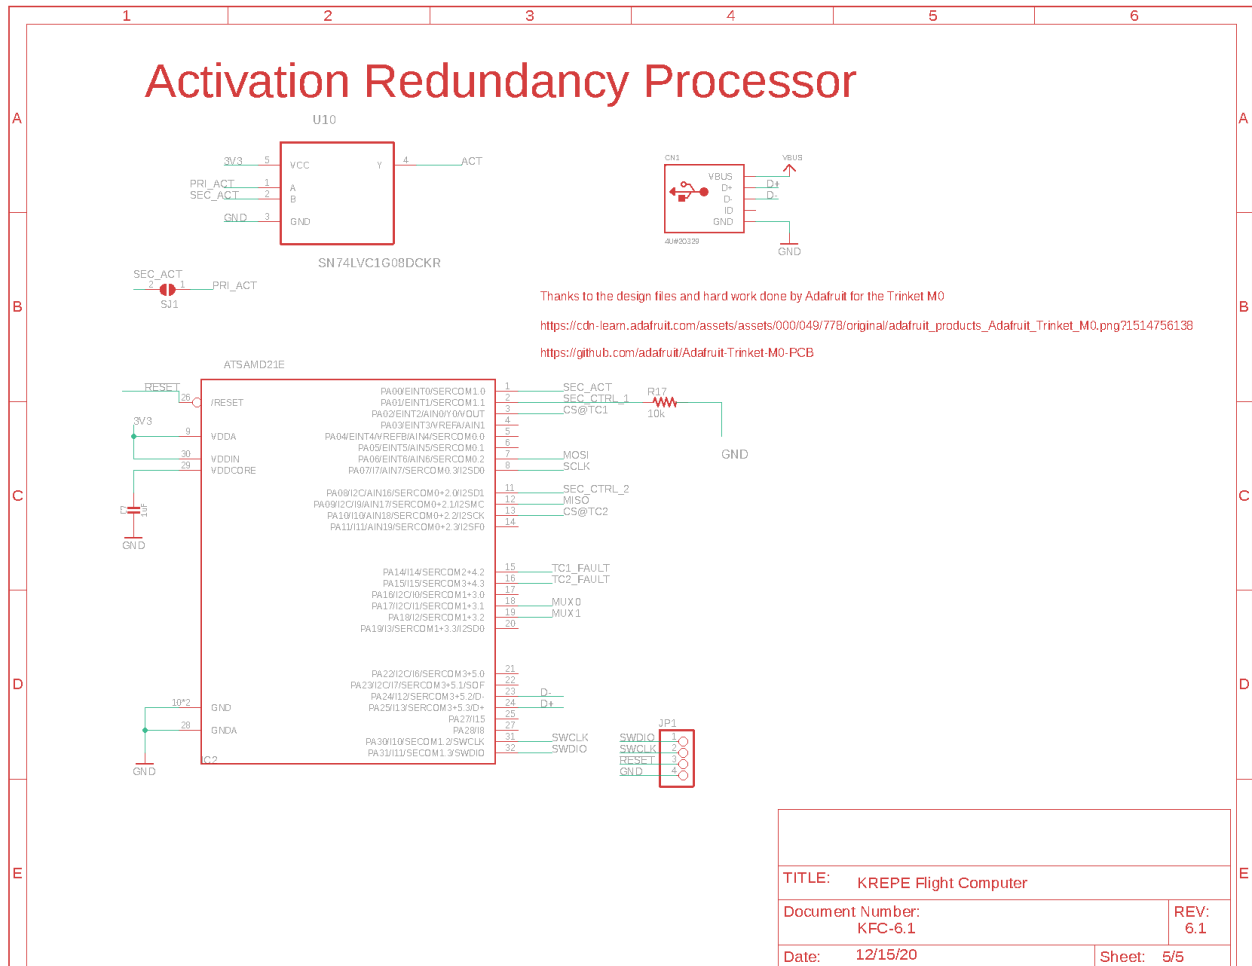 1 2 3 4 5 6
Activation Redundancy Processor
A A
U10
3V3 5 VCC Y 4 ACT
PRI_ACT 1 A
SEC_ACT 2 B
GND 3 GND
SN74LVC1G08DCKR
CN1
VBUS
VBUS
D+ D+
D- D-
ID
GND
4U#20329
GND
SEC_ACT
2 1 PRI_ACT
SJ1
B B
Thanks to the design files and hard work done by Adafruit for the Trinket M0
https://cdn-learn.adafruit.com/assets/assets/000/049/778/original/adafruit_products_Adafruit_Trinket_M0.png?1514756138
https://github.com/adafruit/Adafruit-Trinket-M0-PCB
ATSAMD21E
RESET 26 /RESET
3V3 9 VDDA
30 VDDIN
29 VDDCORE
1uF
GND
10*2 GND
28 GNDA
GND
IC2
PA00/EINT0/SERCOM1.0 1 SEC_ACT
PA01/EINT1/SERCOM1.1 2 SEC_CTRL_1
PA02/EINT2/AIN0/Y0/VOUT 3 CS@TC1
PA03/EINT3/VREFA/AIN1 4
PA04/EINT4/VREFB/AIN4/SERCOM0.0 5
PA05/EINT5/AIN5/SERCOM0.1 6
PA06/EINT6/AIN6/SERCOM0.2 7 MOSI
PA07/I7/AIN7/SERCOM0.3/I2SD0 8 SCLK
PA08/I2C/AIN16/SERCOM0+2.0/I2SD1 11 SEC_CTRL_2
PA09/I2C/I9/AIN17/SERCOM0+2.1/I2SMC 12 MISO
PA10/I10/AIN18/SERCOM0+2.2/I2SCK 13 CS@TC2
PA11/I11/AIN19/SERCOM0+2.3/I2SF0 14
PA14/I14/SERCOM2+4.2 15 TC1_FAULT
PA15/I15/SERCOM3+4.3 16 TC2_FAULT
PA16/I2C/I0/SERCOM1+3.0 17
PA17/I2C/I1/SERCOM1+3.1 18 MUX0
PA18/I2/SERCOM1+3.2 19 MUX1
PA19/I3/SERCOM1+3.3/I2SD0 20
PA22/I2C/I6/SERCOM3+5.0 21
PA23/I2C/I7/SERCOM3+5.1/SOF 22
PA24/I12/SERCOM3+5.2/D- 23 D-
PA25/I13/SERCOM3+5.3/D+ 24 D+
PA27/I15 25
PA28/I8 27
PA30/I10/SECOM1.2/SWCLK 31 SWCLK
PA31/I11/SECOM1.3/SWDIO 32 SWDIO
R17
10k
GND
C C
D D
JP1
SWDIO 1
SWCLK 2
RESET 3
GND 4
E E
TITLE: KREPE Flight Computer
Document Number: REV:
KFC-6.1 6.1
Date: 12/15/20 Sheet: 5/5